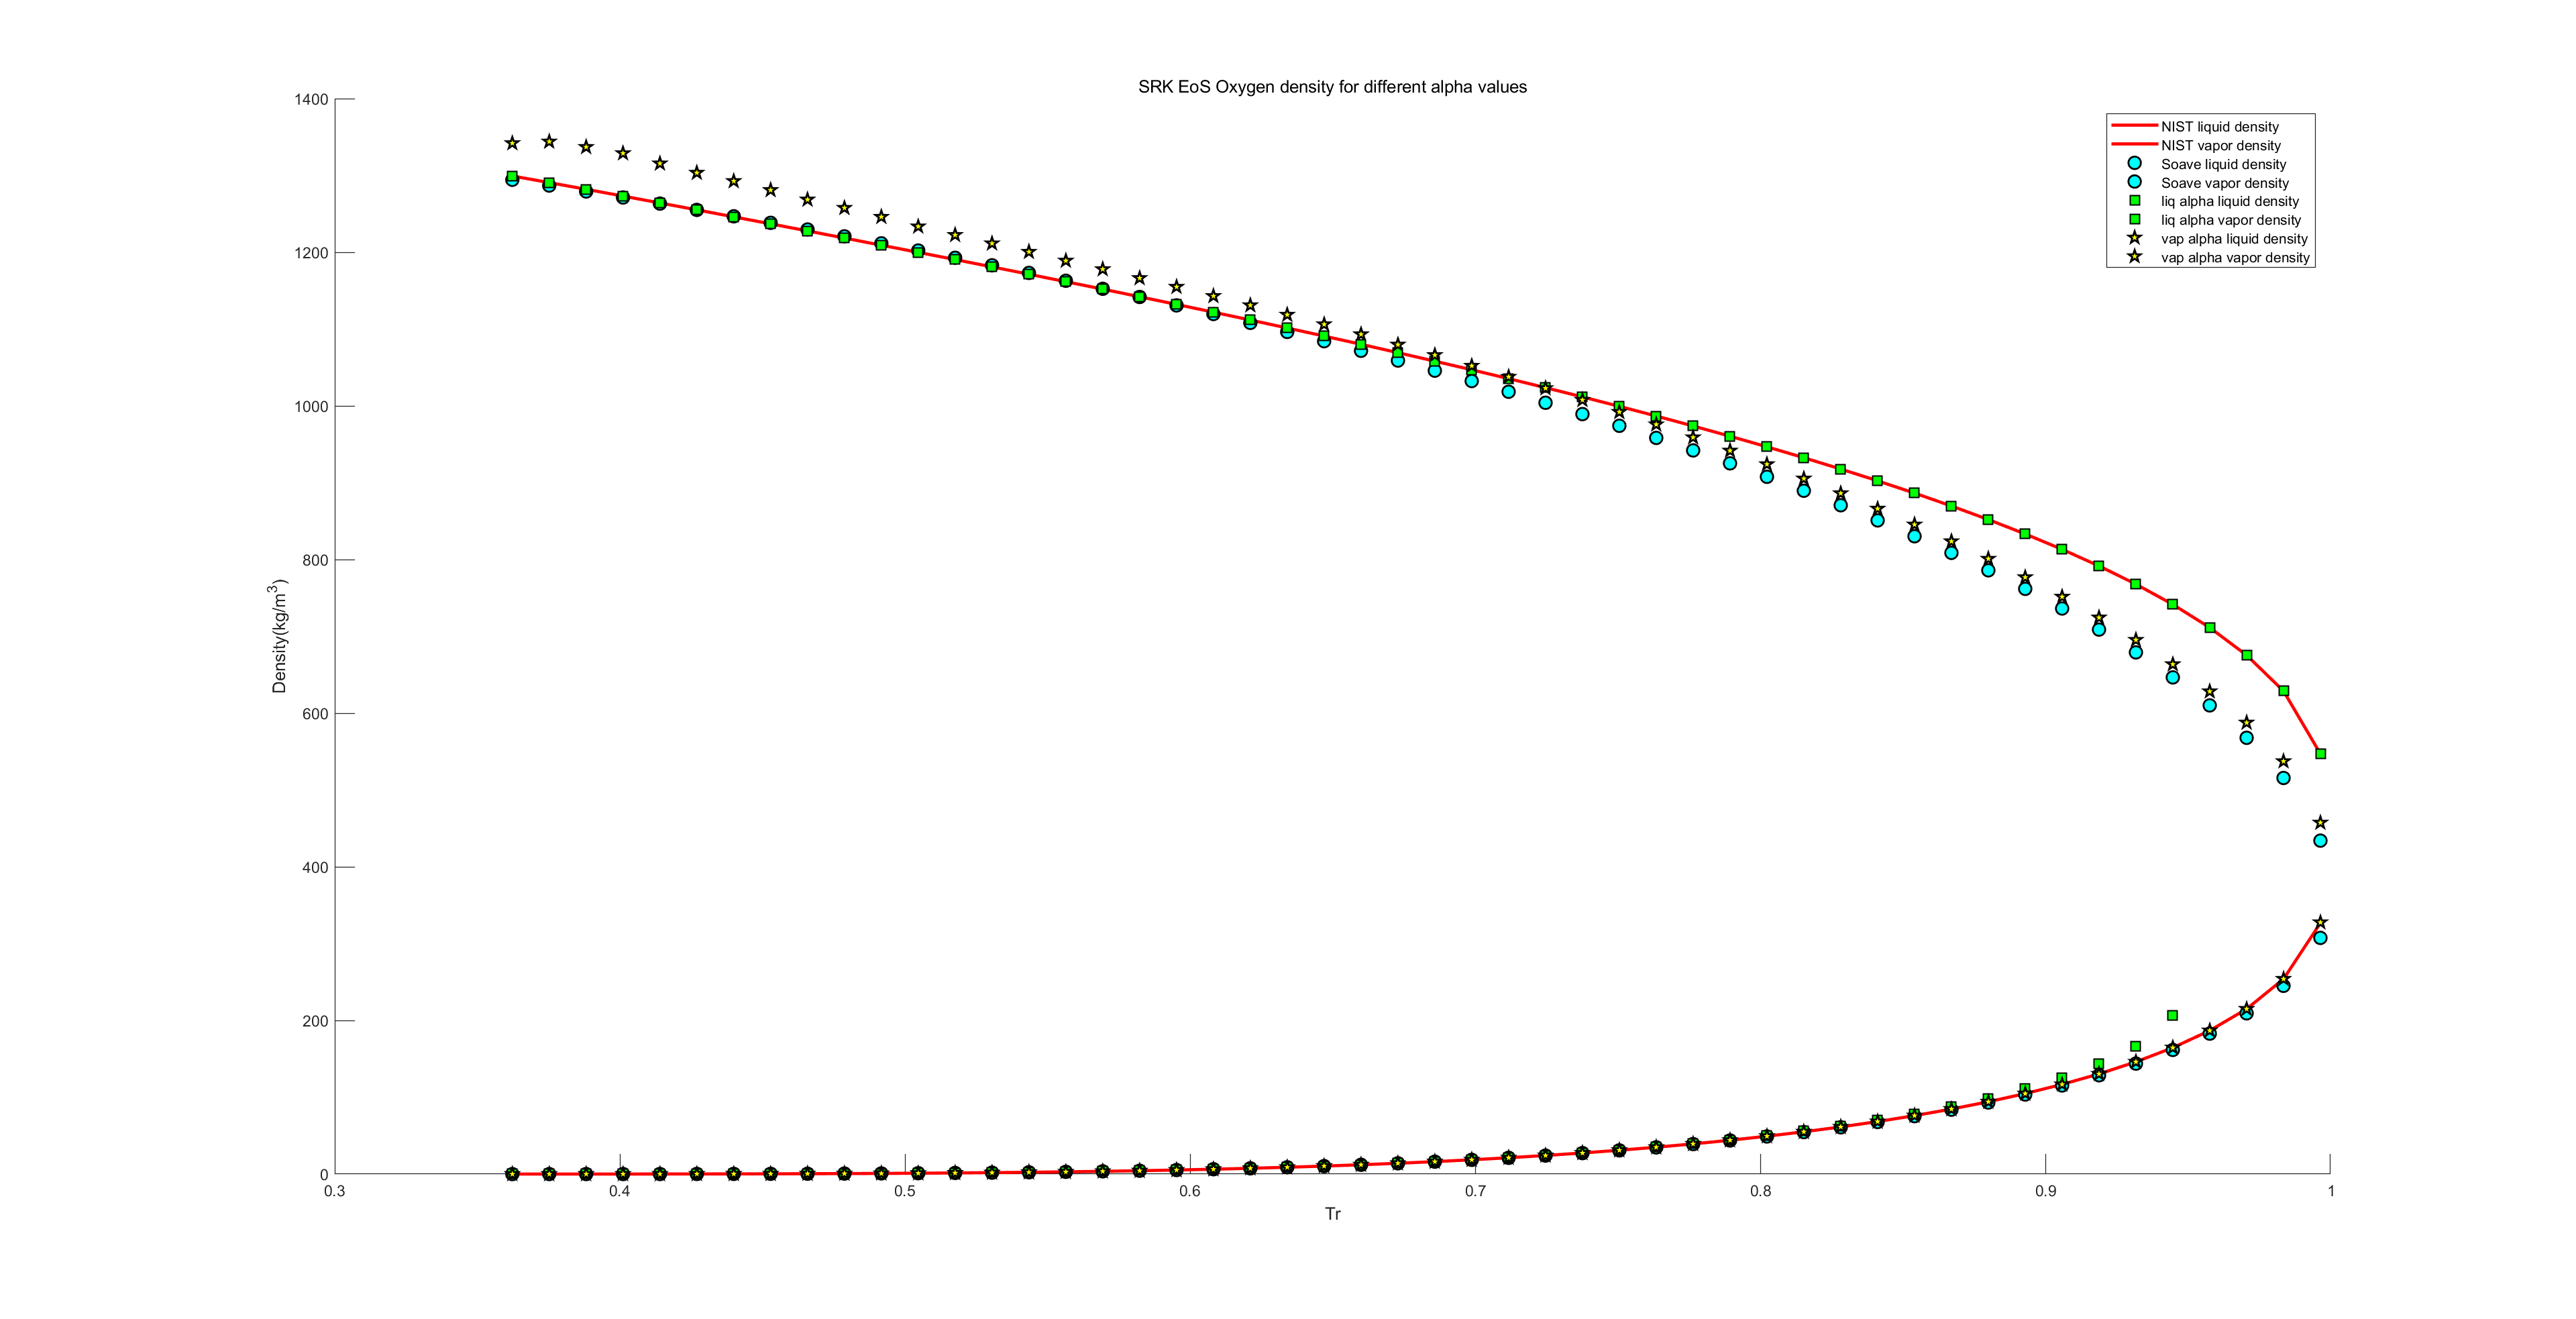 SRK EoS Oxygen density for different alpha values
1400
1200
1000
800
600
400
200
0
Density(kg/m³)
NIST liquid density
NIST vapor density
Soave liquid density
Soave vapor density
liq alpha liquid density
liq alpha vapor density
vap alpha liquid density
vap alpha vapor density
0.3 0.4 0.5 0.6 0.7 0.8 0.9 1
Tr